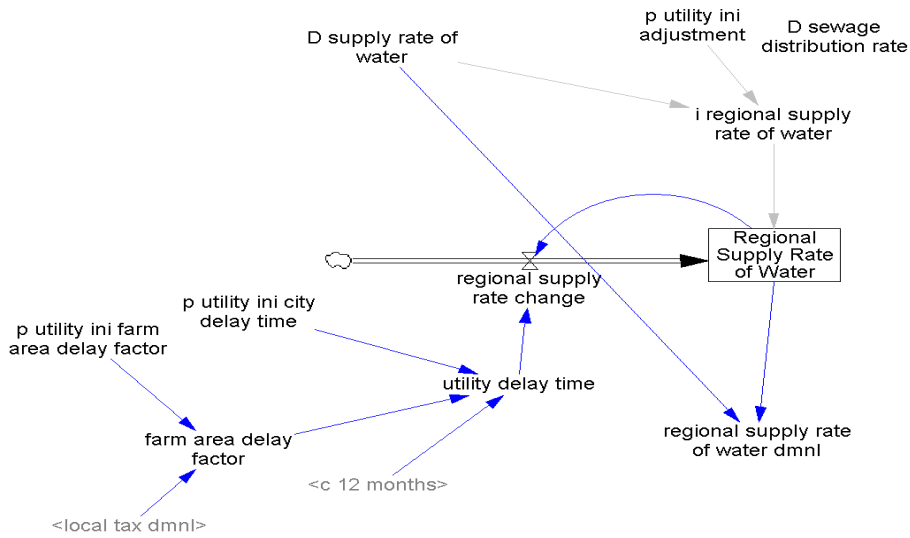 p utility ini
adjustment
D sewage
distribution rate
D supply rate of
water
i regional supply
rate of water
Regional
Supply Rate
of Water
regional supply
rate change
p utility ini city
delay time
p utility ini farm
area delay factor
utility delay time
regional supply rate
of water dmnl
farm area delay
factor
<c 12 months>
<local tax dmnl>